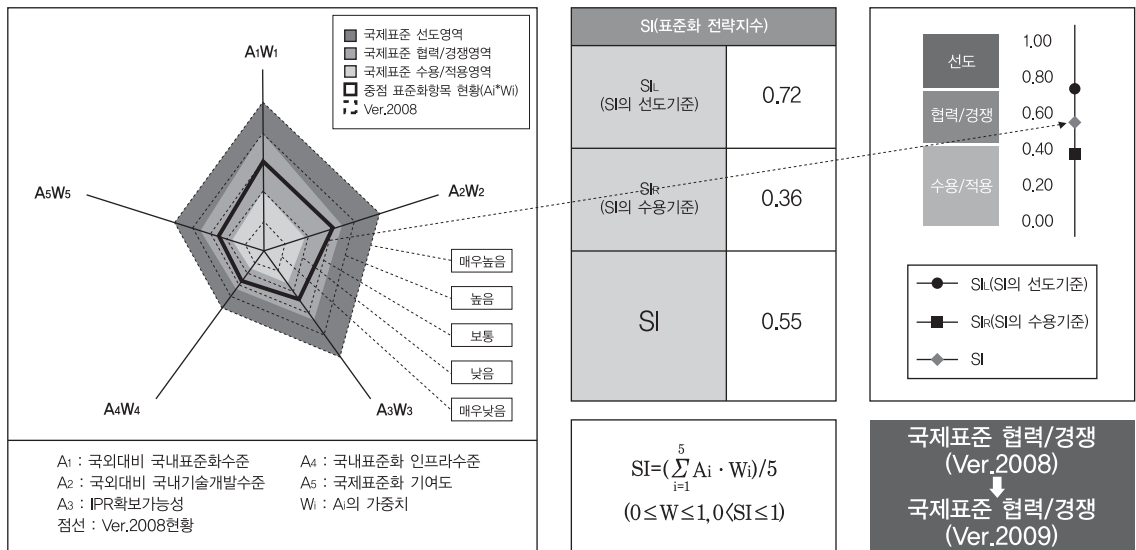 국제표준 선도영역
국제표준 협력/경쟁영역
국제표준 수용/적용영역
중점 표준화항목 현황(Ai*Wi)
Ver.2008
A1W1
A2W2
A3W3
A4W4
A5W5
매우높음
높음
보통
낮음
매우낮음
A1 : 국외대비 국내표준화수준
A2 : 국외대비 국내기술개발수준
A3 : IPR확보가능성
점선 : Ver.2008현황
A4 : 국내표준화 인프라수준
A5 : 국제표준화 기여도
Wi : Ai의 가중치
SI(표준화 전략지수)
SIL
(SI의 선도기준)
0.72
SIR
(SI의 수용기준)
0.36
SI
0.55
SI=(5∑i=1 Ai · Wi)/5
(0≤W≤1, 0<SI≤1)
선도
협력/경쟁
수용/적용
1.00
0.80
0.60
0.40
0.20
0.00
SIL(SI의 선도기준)
SIR(SI의 수용기준)
SI
국제표준 협력/경쟁
(Ver.2008)
국제표준 협력/경쟁
(Ver.2009)